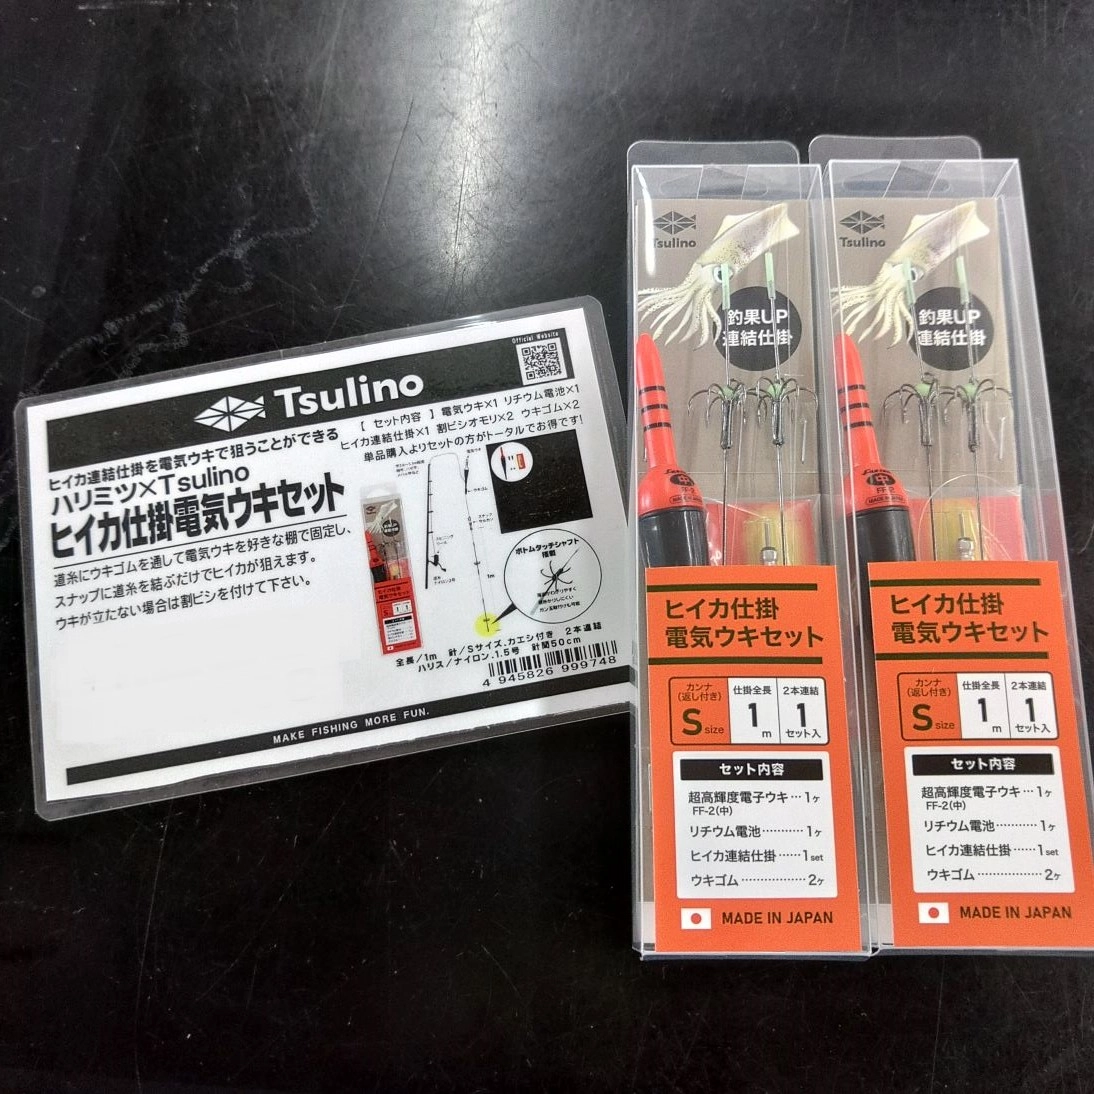 Official Website
Tsulino
【 セット内容 】電気ウキ×1 リチウム電池×1
ヒイカ連結仕掛×1 割ビシオモリ×2 ウキゴム×2
単品購入よりセットの方がトータルでお得です!
ヒイカ連結仕掛を電気ウキで狙うことができる
ハリミツ×Tsulino
ヒイカ仕掛電気ウキセット
道糸にウキゴムを通して電気ウキを好きな棚で固定し、
スナップに道糸を結ぶだけでヒイカが狙えます。
ウキが立たない場合は割ビシを付けて下さい。
ボトムタッチシャフト
搭載
1m
全長/1m 針/Sサイズ、カエシ付き 2本連結
ハリス/ナイロン、1.5号 針間50cm
4 945826 999748
MAKE FISHING MORE FUN.
Tsulino
釣果UP
連結仕掛
中
FF-2
ヒイカ仕掛
電気ウキセット
カンナ
(返し付き)
S size
仕掛全長
1
m
2本連結
1
セット入
セット内容
超高輝度電子ウキ…1ヶ
FF-2(中)
リチウム電池…………1ヶ
ヒイカ連結仕掛……1set
ウキゴム………………2ヶ
MADE IN JAPAN
Tsulino
釣果UP
連結仕掛
中
FF-2
ヒイカ仕掛
電気ウキセット
カンナ
(返し付き)
S size
仕掛全長
1
m
2本連結
1
セット入
セット内容
超高輝度電子ウキ…1ヶ
FF-2(中)
リチウム電池…………1ヶ
ヒイカ連結仕掛……1set
ウキゴム………………2ヶ
MADE IN JAPAN